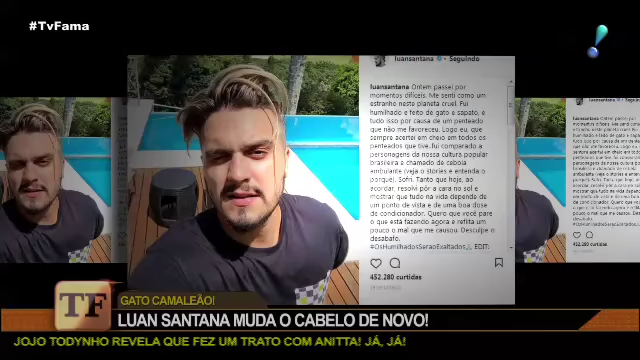 #TvFama
luansantana • Seguindo
luansantana Ontem passei por
momentos difíceis. Me senti como um
estranho neste planeta cruel. Fui
humilhado e feito de gato e sapato, e
tudo isso por causa de um penteado
que não me favoreceu. Logo eu, que
sempre acertei em cheio em todos os
penteados que tive, fui comparado a
personagens da nossa cultura popular
brasileira e chamado de cebola
ambulante (veja o stories e entenda o
porque). Sofri. Tanto que hoje, ao
acordar, resolvi pôr a cara no sol e
mostrar que tudo na vida depende de
um ponto de vista e de uma boa dose
de condicionador. Quero que você pare
o que está fazendo agora e reflita um
pouco o mal que me causou. Desculpe o
desabafo.
#OsHumilhadosSeraoExaltados EDIT:
452.280 curtidas
TF
GATO CAMALEÃO!
LUAN SANTANA MUDA O CABELO DE NOVO!
JOJO TODYNHO REVELA QUE FEZ UM TRATO COM ANITTA! JÁ, JÁ!